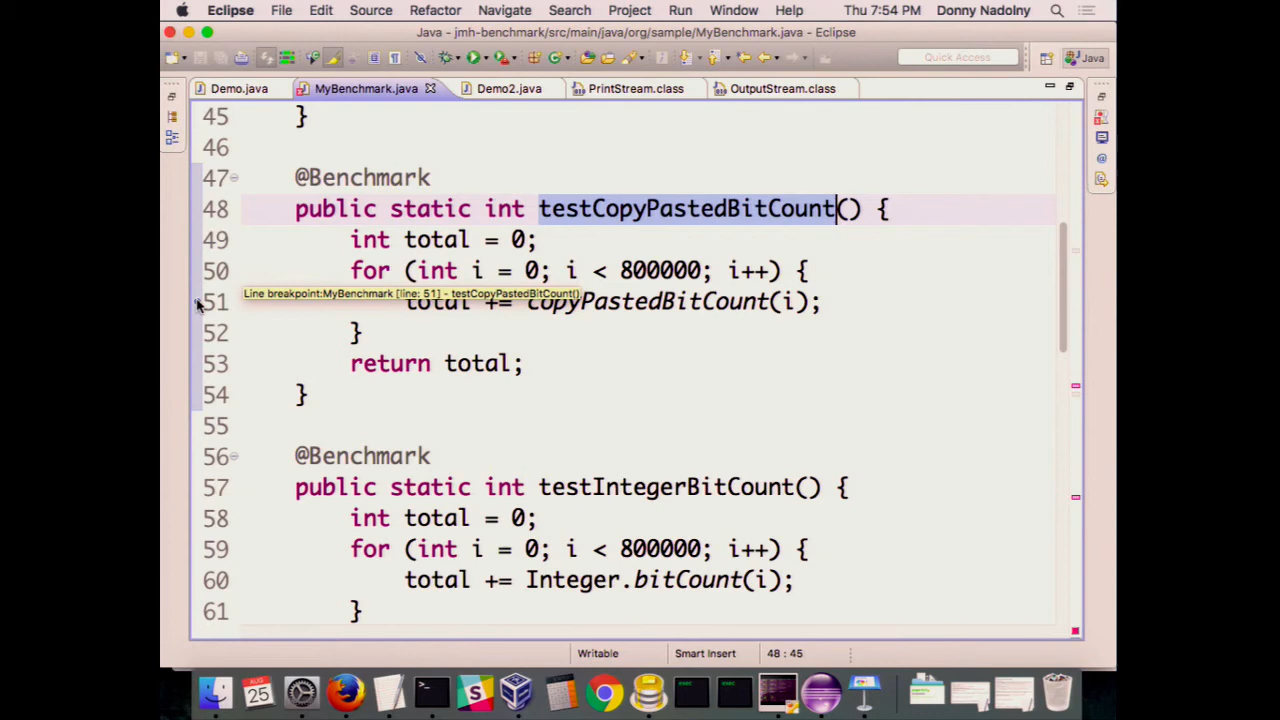 Eclipse File Edit Source Refactor Navigate Search Project Run Window Help Thu 7:54 PM Donny Nadolny
Java - jmh-benchmark/src/main/java/org/sample/MyBenchmark.java - Eclipse
Quick Access Java
Demo.java MyBenchmark.java Demo2.java PrintStream.class OutputStream.class
45 }
46
47 @Benchmark
48 public static int testCopyPastedBitCount() {
49 int total = 0;
50 for (int i = 0; i < 800000; i++) {
Line breakpoint:MyBenchmark [line: 51] - testCopyPastedBitCount()
51 total += copyPastedBitCount(i);
52 }
53 return total;
54 }
55
56 @Benchmark
57 public static int testIntegerBitCount() {
58 int total = 0;
59 for (int i = 0; i < 800000; i++) {
60 total += Integer.bitCount(i);
61 }
Writable Smart Insert 48 : 45
AUG
25
exec exec